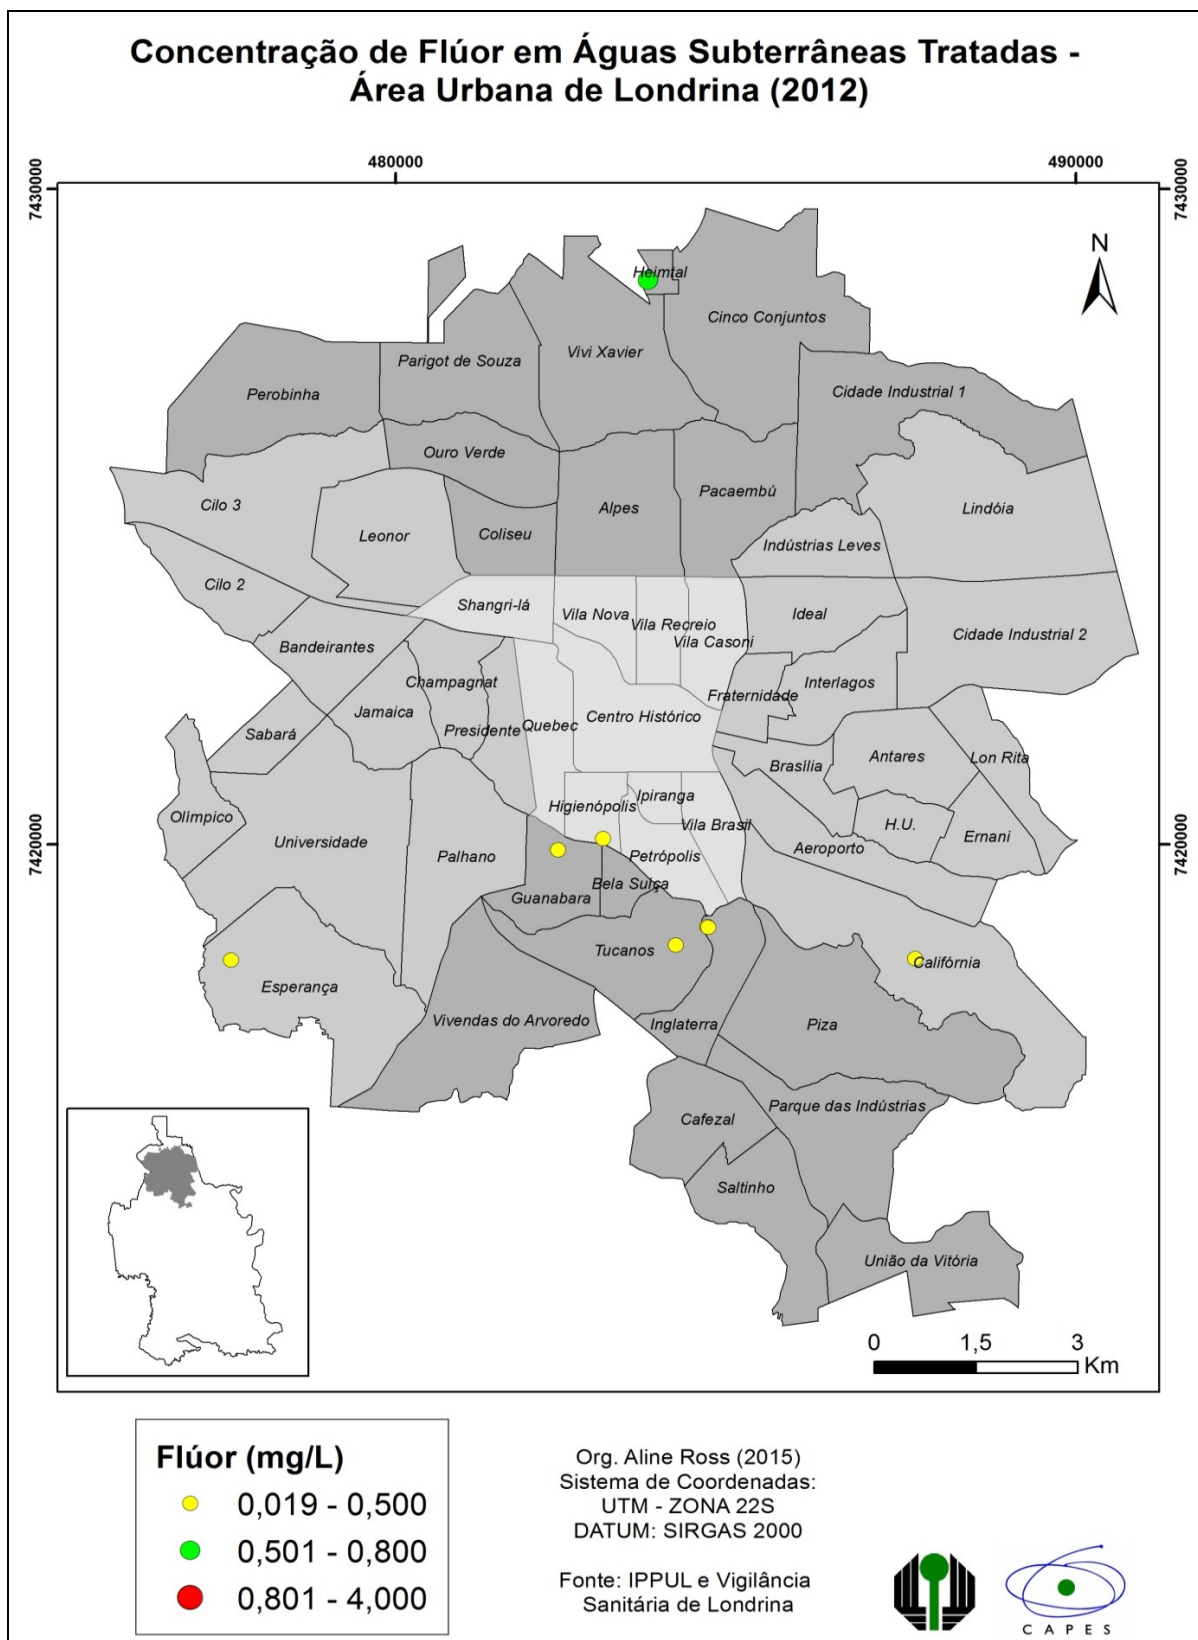 Concentração de Flúor em Águas Subterrâneas Tratadas -
Área Urbana de Londrina (2012)
480000
490000
7430000
7430000
N
Heimtal
Cinco Conjuntos
Vivi Xavier
Parigot de Souza
Perobinha
Cidade Industrial 1
Ouro Verde
Pacaembú
Cilo 3
Alpes
Lindóia
Leonor
Coliseu
Indústrias Leves
Cilo 2
Shangri-lá
Vila Nova
Vila Recreio
Ideal
Vila Casoni
Cidade Industrial 2
Bandeirantes
Champagnat
Interlagos
Fraternidade
Jamaica
Centro Histórico
Quebec
Presidente
Sabará
Antares
Lon Rita
Brasília
Ipiranga
Higienópolis
Olímpico
Vila Brasil
H.U.
Ernani
Universidade
Aeroporto
Palhano
Petrópolis
7420000
7420000
Bela Suíça
Guanabara
Tucanos
Califórnia
Esperança
Vivendas do Arvoredo
Inglaterra
Piza
Parque das Indústrias
Cafezal
Saltinho
União da Vitória
0 1,5 3
Km
Flúor (mg/L)
0,019 - 0,500
0,501 - 0,800
0,801 - 4,000
Org. Aline Ross (2015)
Sistema de Coordenadas:
UTM - ZONA 22S
DATUM: SIRGAS 2000
Fonte: IPPUL e Vigilância
Sanitária de Londrina
CAPES